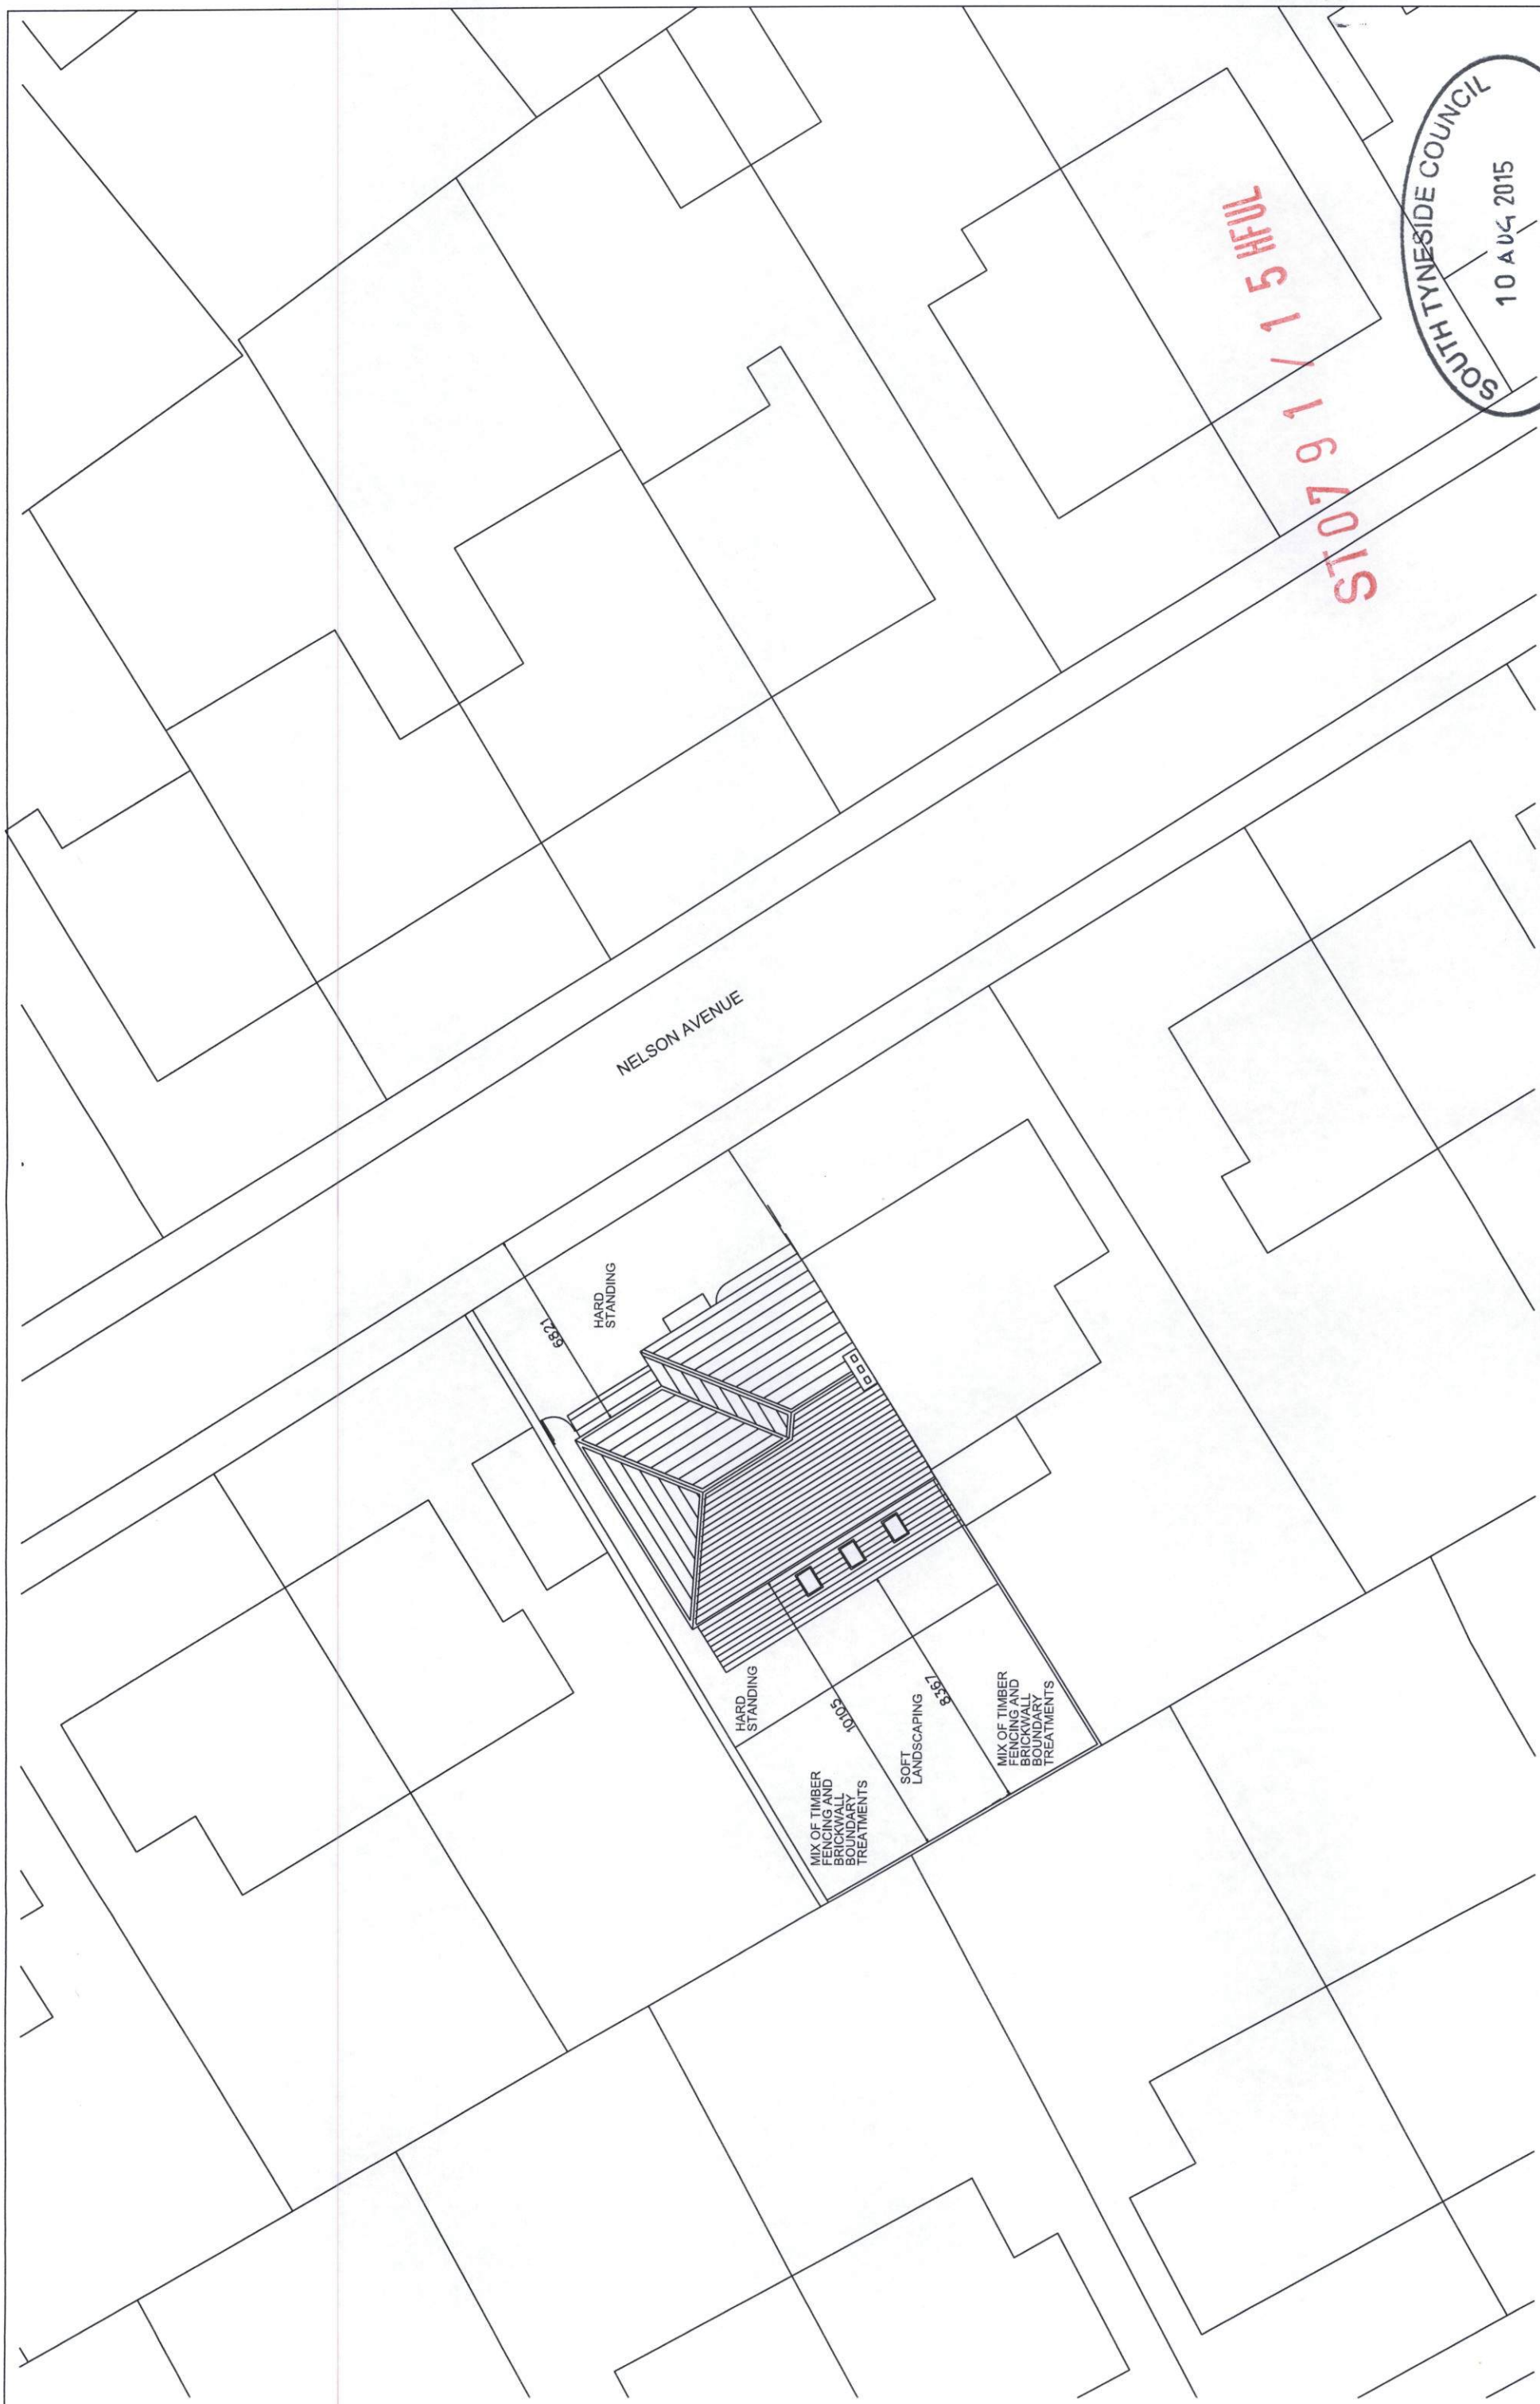 SOUTH TYNESIDE COUNCIL
10 AUG 2015
ST0791/15HFUL
NELSON AVENUE
6821
HARD
STANDING
HARD
STANDING
10105
SOFT
LANDSCAPING
8367
MIX OF TIMBER
FENCING AND
BRICKWALL
BOUNDARY
TREATMENTS
MIX OF TIMBER
FENCING AND
BRICKWALL
BOUNDARY
TREATMENTS